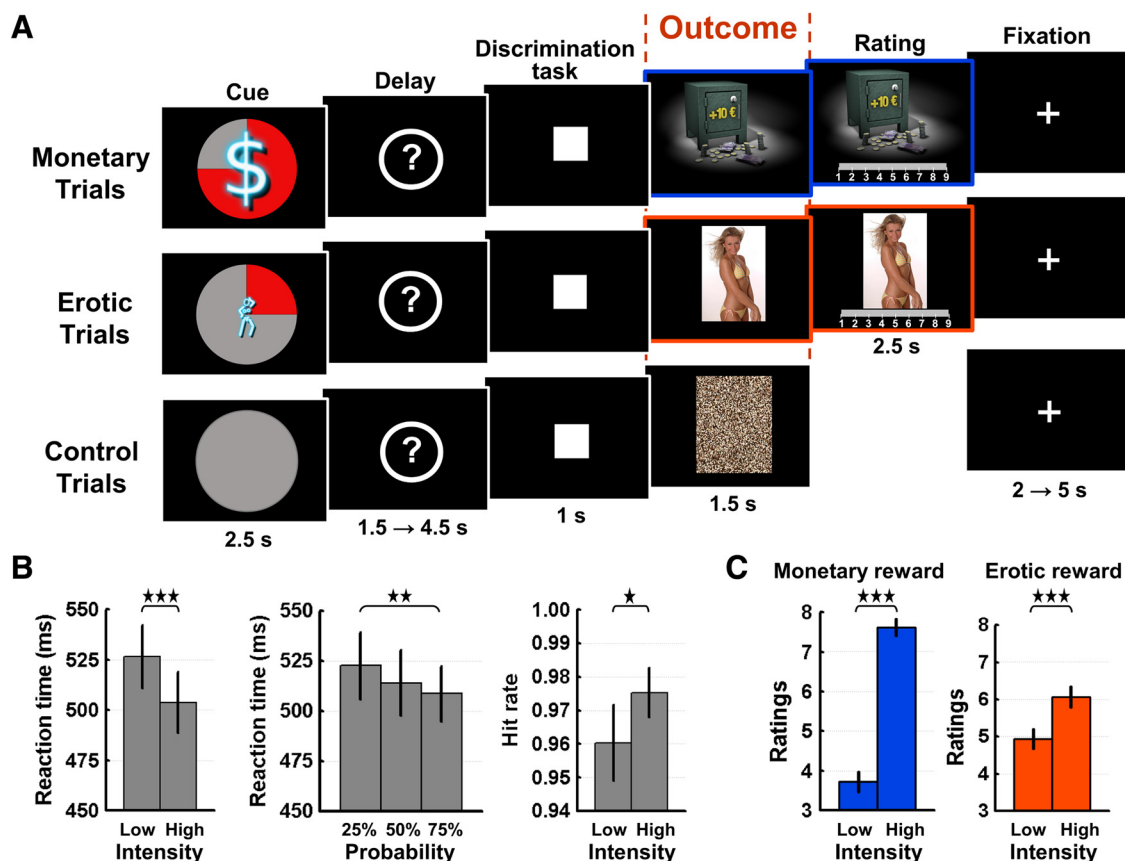 A
Outcome
Cue
Delay
Discrimination
task
Rating
Fixation
Monetary
Trials
$
?
+10 €
+10 €
1 2 3 4 5 6 7 8 9
+
Erotic
Trials
?
1 2 3 4 5 6 7 8 9
2.5 s
+
Control
Trials
?
+
2.5 s
1.5 → 4.5 s
1 s
1.5 s
2 → 5 s
B
★★★
Reaction time (ms)
550
525
500
475
450
Low High
Intensity
★★
Reaction time (ms)
550
525
500
475
450
25% 50% 75%
Probability
★
Hit rate
1.00
0.99
0.98
0.97
0.96
0.95
0.94
Low High
Intensity
C
Monetary reward
★★★
Ratings
8
7
6
5
4
3
Low High
Intensity
Erotic reward
★★★
Ratings
8
7
6
5
4
3
Low High
Intensity